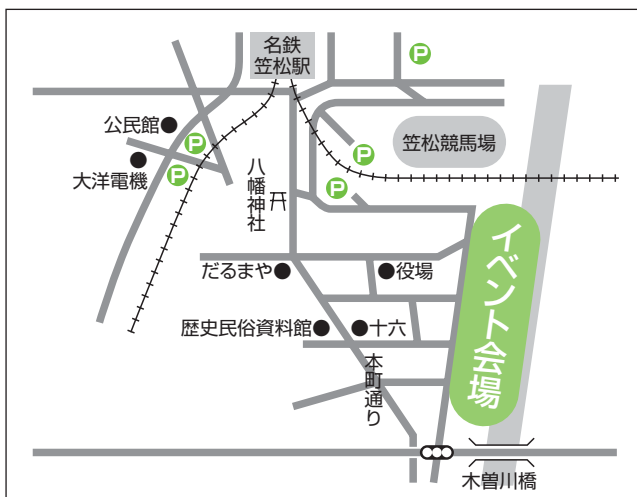 名鉄
笠松駅
P
公民館
P
笠松競馬場
P
大洋電機
P
P
八幡神社
だるまや
役場
イベント会場
歴史民俗資料館
十六
本町通り
木曽川橋